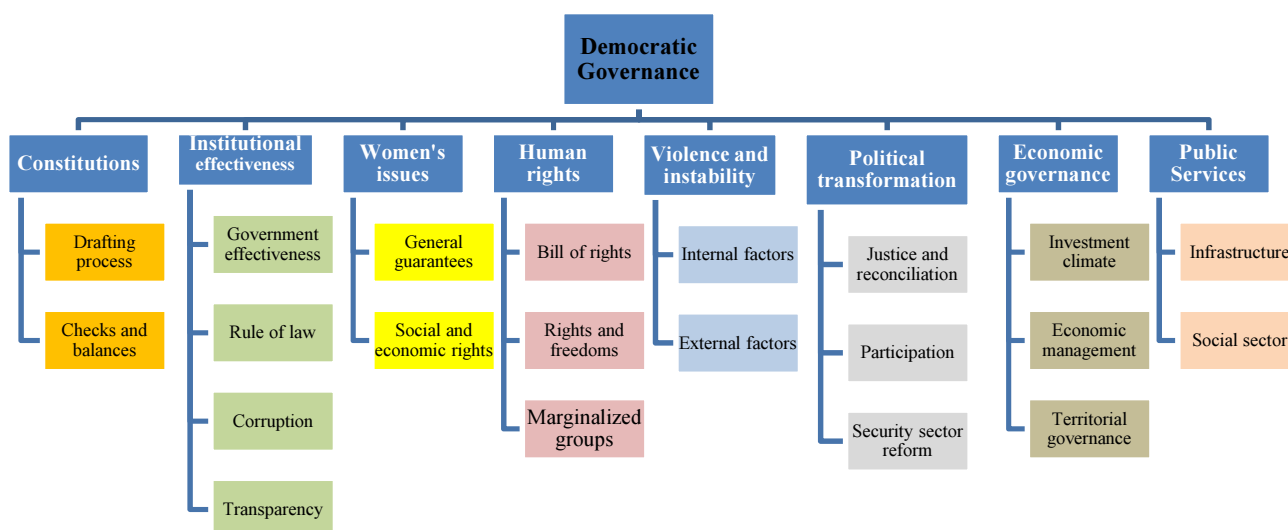 Democratic
Governance
Constitutions
Institutional
effectiveness
Women's
issues
Human
rights
Violence and
instability
Political
transformation
Economic
governance
Public
Services
Drafting
process
Checks and
balances
Government
effectiveness
Rule of law
Corruption
Transparency
General
guarantees
Social and
economic rights
Bill of rights
Rights and
freedoms
Marginalized
groups
Internal factors
External factors
Justice and
reconciliation
Participation
Security sector
reform
Investment
climate
Economic
management
Territorial
governance
Infrastructure
Social sector